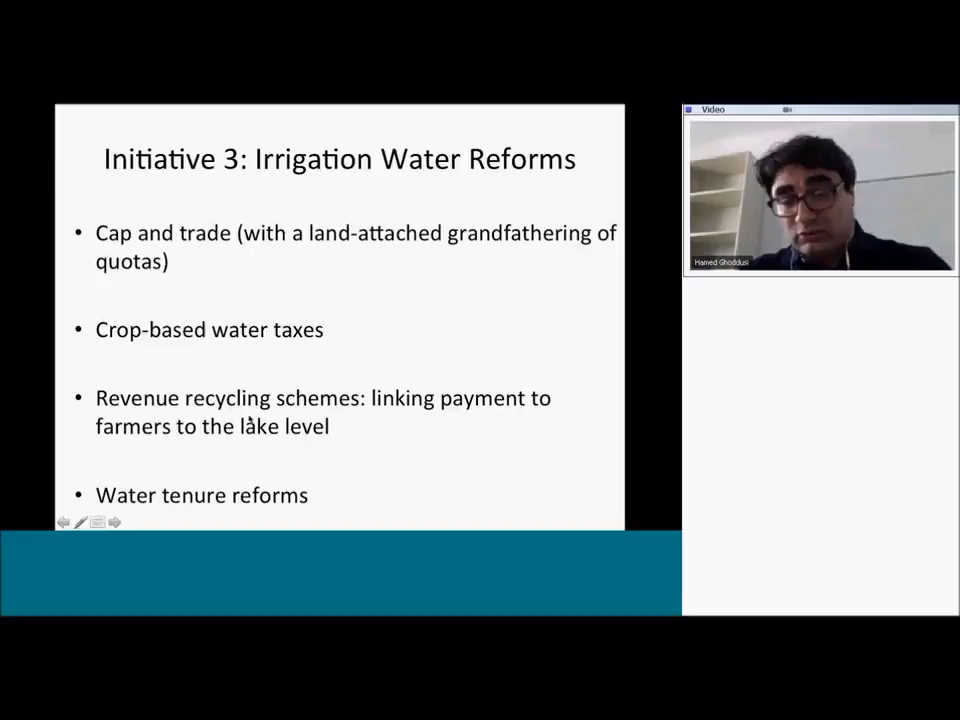 Initiative 3: Irrigation Water Reforms
• Cap and trade (with a land-attached grandfathering of
quotas)
• Crop-based water taxes
• Revenue recycling schemes: linking payment to
farmers to the lake level
• Water tenure reforms
Video
Hamed Ghoddusi